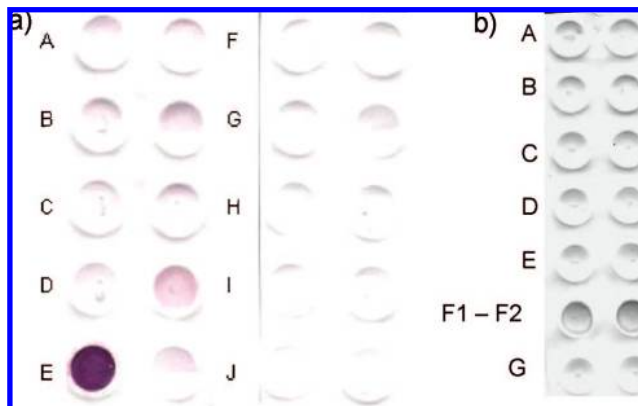 a)
b)
A F A
B G B
C H C
D I D
E
F1 – F2
E J G